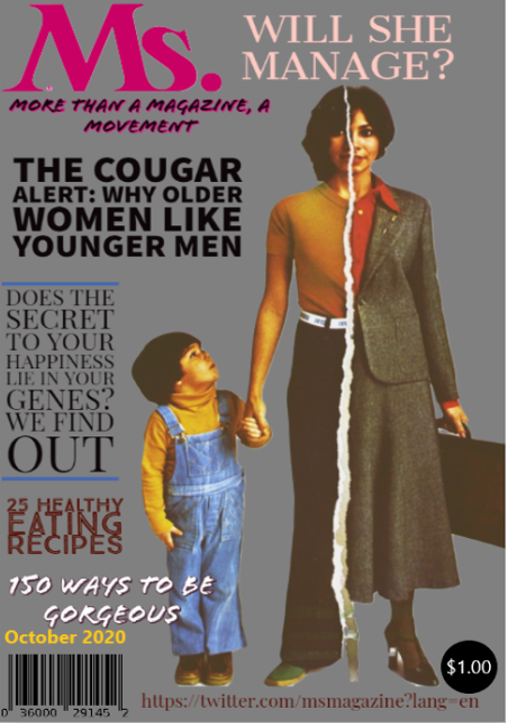 Ms.
WILL SHE
MANAGE?
MORE THAN A MAGAZINE, A
MOVEMENT
THE COUGAR
ALERT: WHY OLDER
WOMEN LIKE
YOUNGER MEN
DOES THE
SECRET
TO YOUR
HAPPINESS
LIE IN YOUR
GENES?
WE FIND
OUT
25 HEALTHY
EATING
RECIPES
150 WAYS TO BE
GORGEOUS
October 2020
0 36000 29145 2
$1.00
https://twitter.com/msmagazine?lang=en